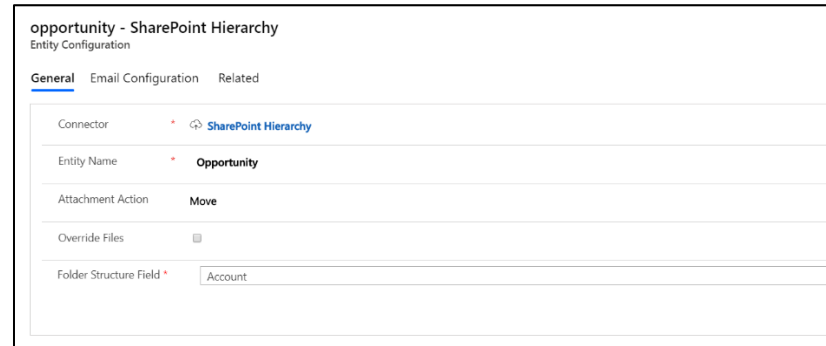 opportunity - SharePoint Hierarchy
Entity Configuration
General Email Configuration Related
Connector * SharePoint Hierarchy
Entity Name * Opportunity
Attachment Action Move
Override Files
Folder Structure Field * Account